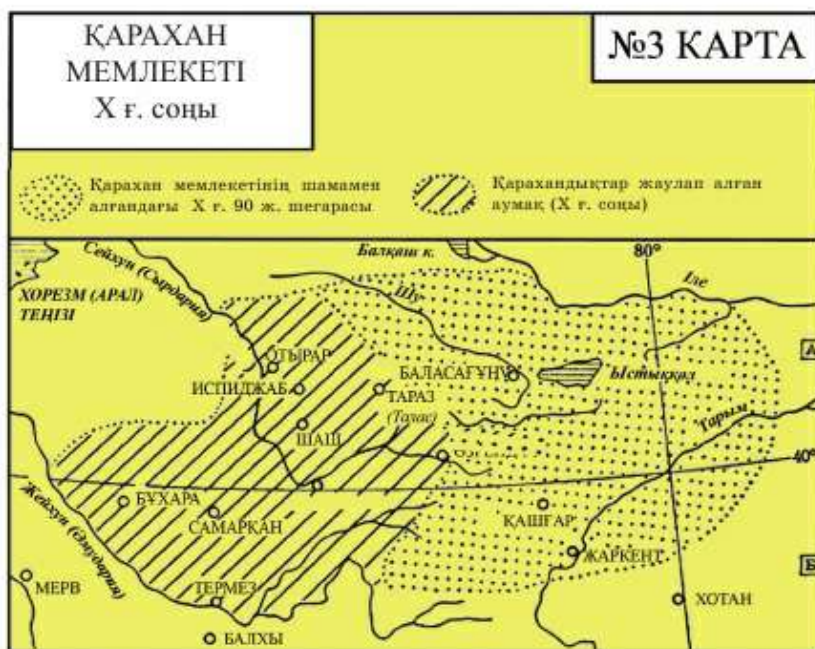 ҚАРАХАН
МЕМЛЕКЕТІ
X ғ. соңы
№3 КАРТА
Қарахан мемлекетінің шамамен
алғандағы X ғ. 90 ж. шегарасы
Қарахандықтар жаулап алған
аумақ (X ғ. соңы)
Сейхун (Сырдария)
Балқаш к.
80°
ХОРЕЗМ (АРАЛ)
ТЕҢІЗІ
Шу
Іле
А
ОТЫРАР
БАЛАСАҒҰН
Ыстықкөл
ИСПИДЖАБ
ТАРАЗ
(Талас)
Тарым
ШАШ
40°
Жейхун (Әмудария)
БҰХАРА
САМАРҚАН
ҚАШҒАР
ЖАРКЕНТ
Б
МЕРВ
ТЕРМЕЗ
ХОТАН
БАЛХЫ